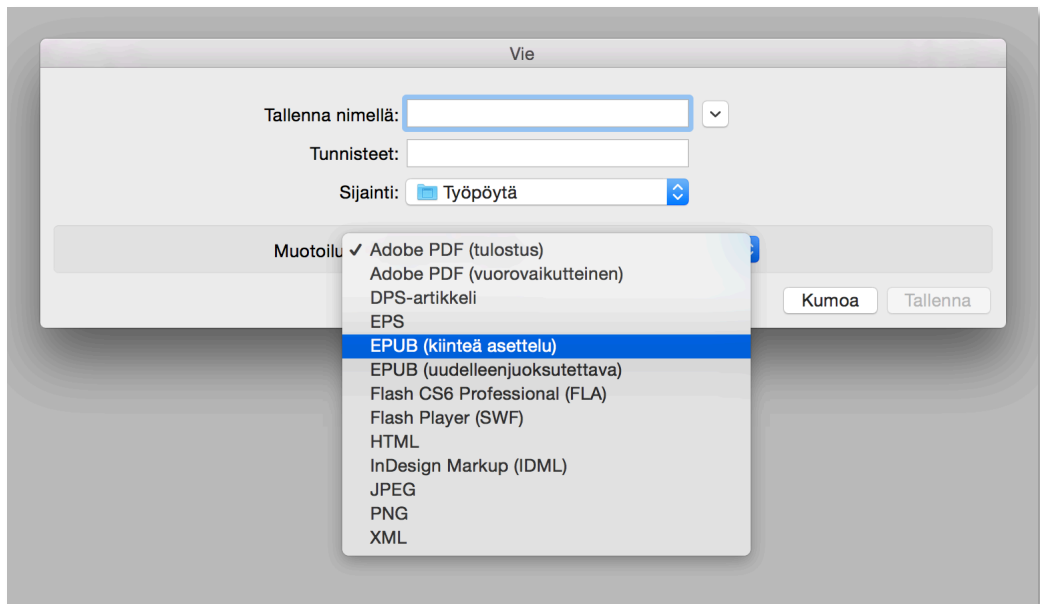 Vie
Tallenna nimellä:
Tunnisteet:
Sijainti: Työpöytä
Muotoilu ✓ Adobe PDF (tulostus)
Adobe PDF (vuorovaikutteinen)
DPS-artikkeli
EPS
EPUB (kiinteä asettelu)
EPUB (uudelleenjuoksutettava)
Flash CS6 Professional (FLA)
Flash Player (SWF)
HTML
InDesign Markup (IDML)
JPEG
PNG
XML
Kumoa Tallenna